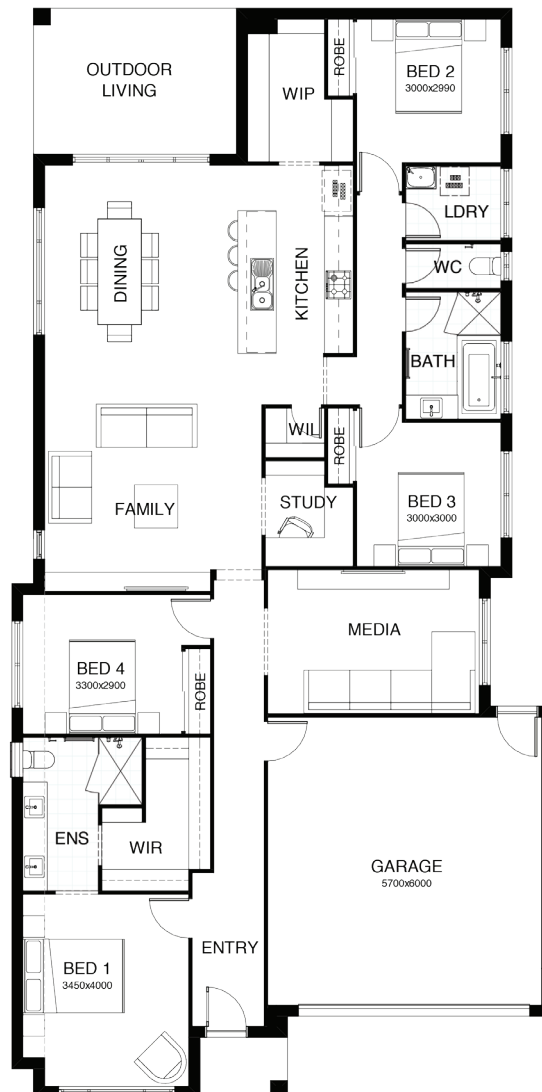 OUTDOOR
LIVING
WIP
ROBE
BED 2
3000x2990
LDRY
WC
DINING
KITCHEN
BATH
WIL
ROBE
STUDY
BED 3
3000x3000
FAMILY
MEDIA
BED 4
3300x2900
ROBE
ENS
WIR
GARAGE
5700x6000
ENTRY
BED 1
3450x4000